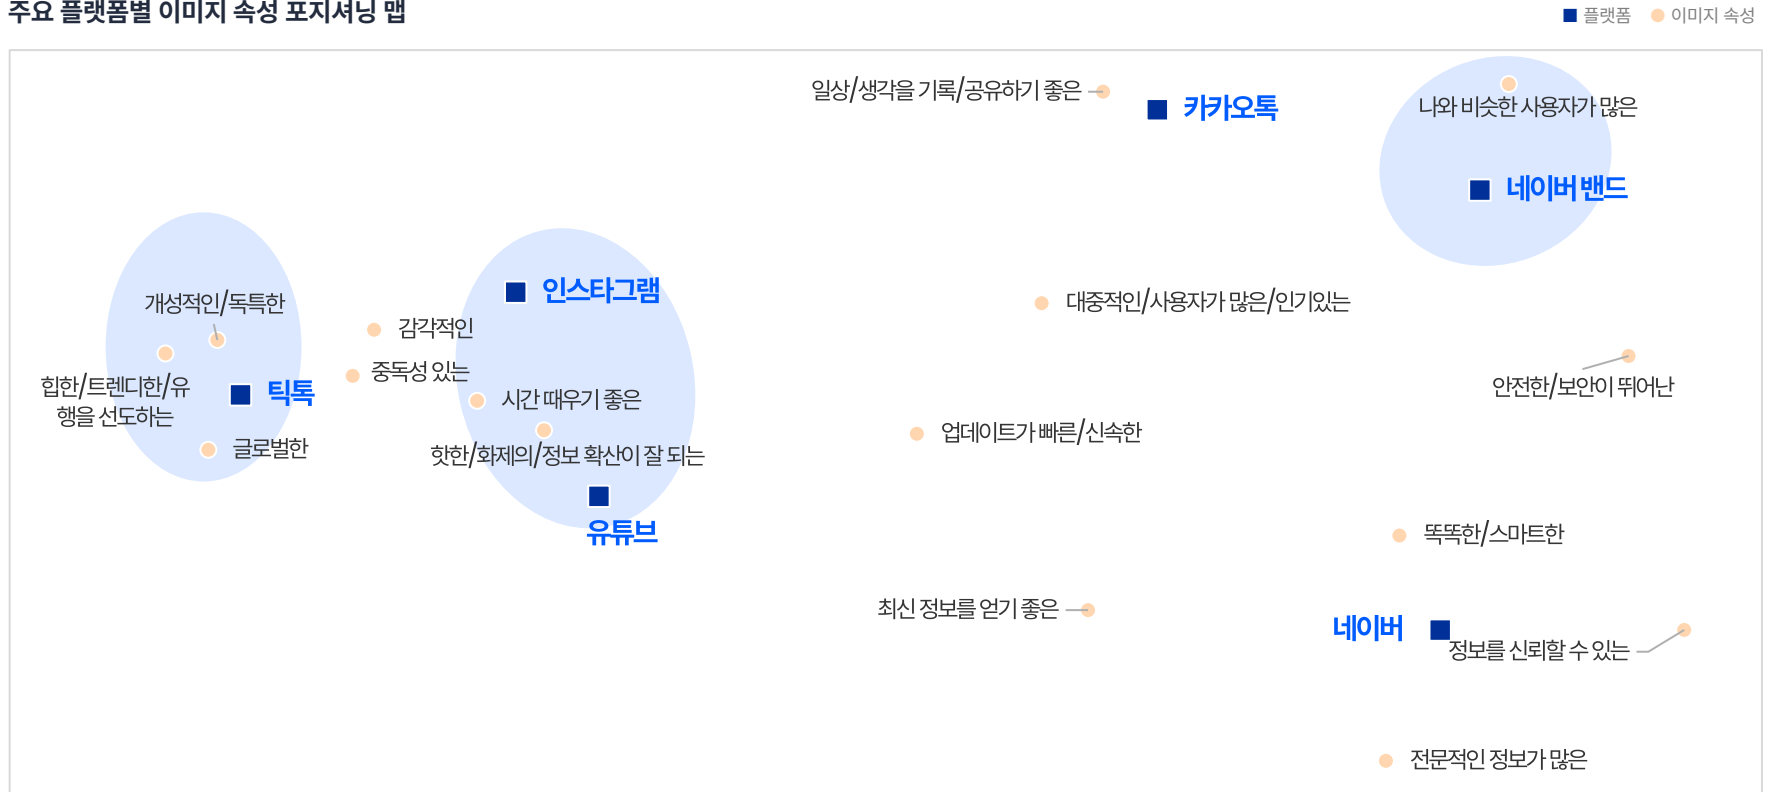 주요 플랫폼별 이미지 속성 포지셔닝 맵
플랫폼
이미지 속성
일상/생각을 기록/공유하기 좋은
카카오톡
나와 비슷한 사용자가 많은
네이버 밴드
인스타그램
개성적인/독특한
대중적인/사용자가 많은/인기있는
감각적인
중독성 있는
안전한/보안이 뛰어난
힙한/트렌디한/유
행을 선도하는
틱톡
시간 때우기 좋은
글로벌한
핫한/화제의/정보 확산이 잘 되는
업데이트가 빠른/신속한
유튜브
똑똑한/스마트한
최신 정보를 얻기 좋은
네이버
정보를 신뢰할 수 있는
전문적인 정보가 많은